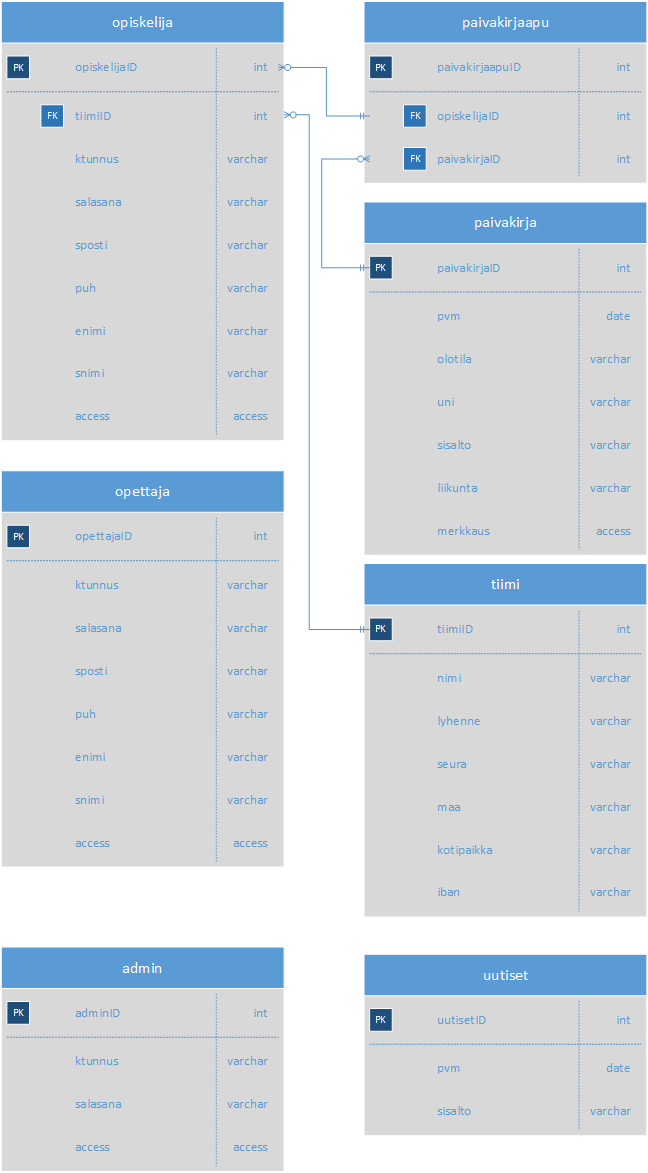 opiskelija
PK opiskelijaID int
FK tiimiID int
ktunnus varchar
salasana varchar
sposti varchar
puh varchar
enimi varchar
snimi varchar
access access
paivakirjaapu
PK paivakirjaapuID int
FK opiskelijaID int
FK paivakirjaID int
paivakirja
PK paivakirjaID int
pvm date
olotila varchar
uni varchar
sisalto varchar
liikunta varchar
merkkaus access
opettaja
PK opettajaID int
ktunnus varchar
salasana varchar
sposti varchar
puh varchar
enimi varchar
snimi varchar
access access
tiimi
PK tiimiID int
nimi varchar
lyhenne varchar
seura varchar
maa varchar
kotipaikka varchar
iban varchar
admin
PK adminID int
ktunnus varchar
salasana varchar
access access
uutiset
PK uutisetID int
pvm date
sisalto varchar